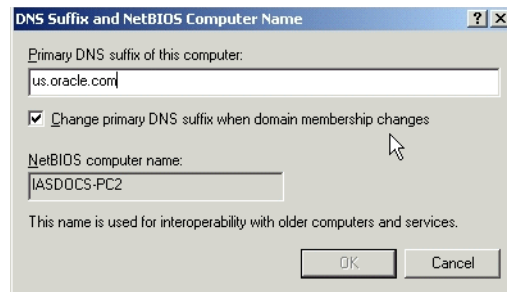 DNS Suffix and NetBIOS Computer Name
Primary DNS suffix of this computer:
us.oracle.com
Change primary DNS suffix when domain membership changes
NetBIOS computer name:
IASDOCS-PC2
This name is used for interoperability with older computers and services.
OK Cancel